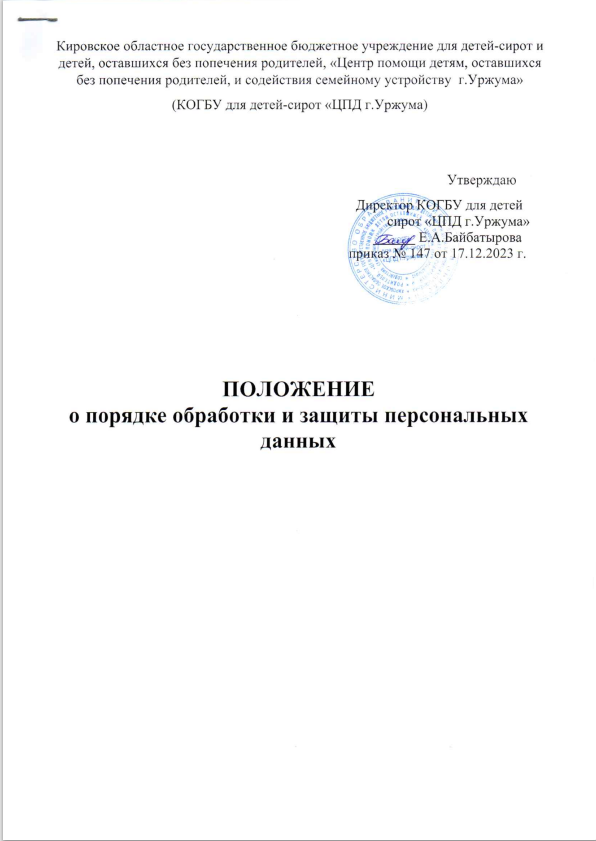 Кировское областное государственное бюджетное учреждение для детей-сирот и
детей, оставшихся без попечения родителей, «Центр помощи детям, оставшихся
без попечения родителей, и содействия семейному устройству г.Уржума»
(КОГБУ для детей-сирот «ЦПД г.Уржума)
Утверждаю
Директор КОГБУ для детей
сирот «ЦПД г.Уржума»
Е.А.Байбатырова
приказ № 147 от 17.12.2023 г.
ПОЛОЖЕНИЕ
о порядке обработки и защиты персональных
данных